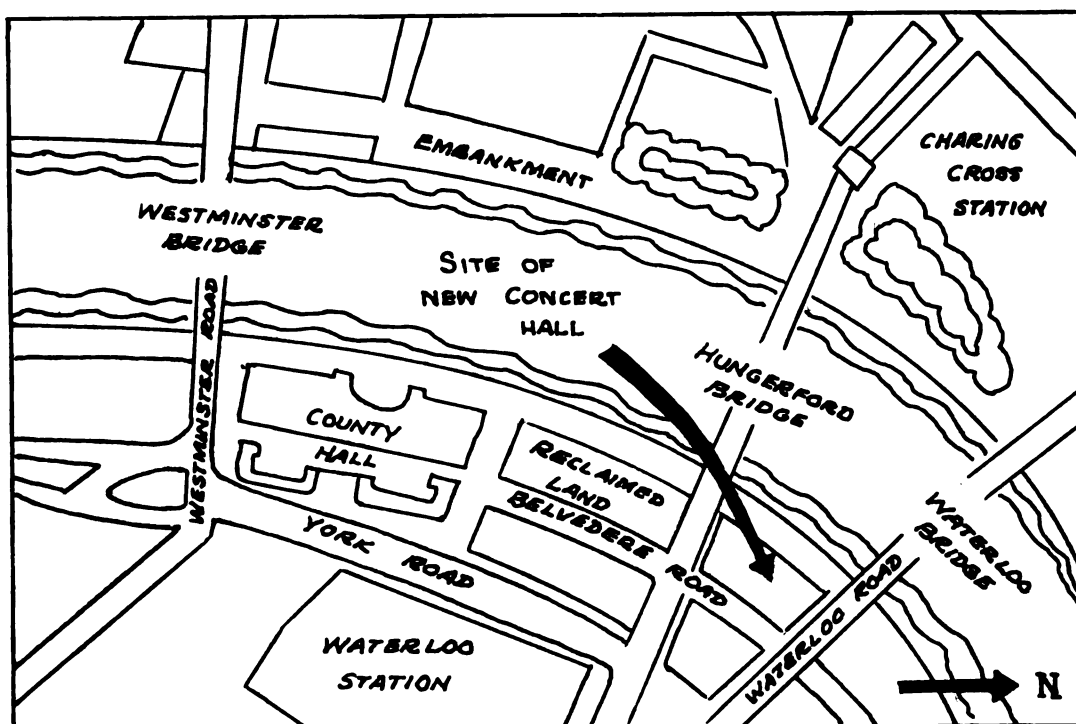 EMBANKMENT
CHARING
CROSS
STATION
WESTMINSTER
BRIDGE
SITE OF
NEW CONCERT
HALL
WESTMINSTER ROAD
HUNGERFORD
BRIDGE
COUNTY
HALL
RECLAIMED
LAND
BELVEDERE ROAD
YORK ROAD
WATERLOO
BRIDGE
WATERLOO ROAD
WATERLOO
STATION
N